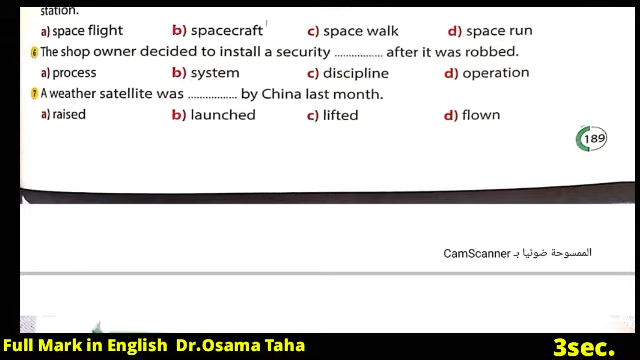 station.
a) space flight b) spacecraft c) space walk d) space run
6 The shop owner decided to install a security ................ after it was robbed.
a) process b) system c) discipline d) operation
7 A weather satellite was ................ by China last month.
a) raised b) launched c) lifted d) flown
189
الممسوحة ضوئيا بـ CamScanner
Full Mark in English Dr.Osama Taha 3sec.